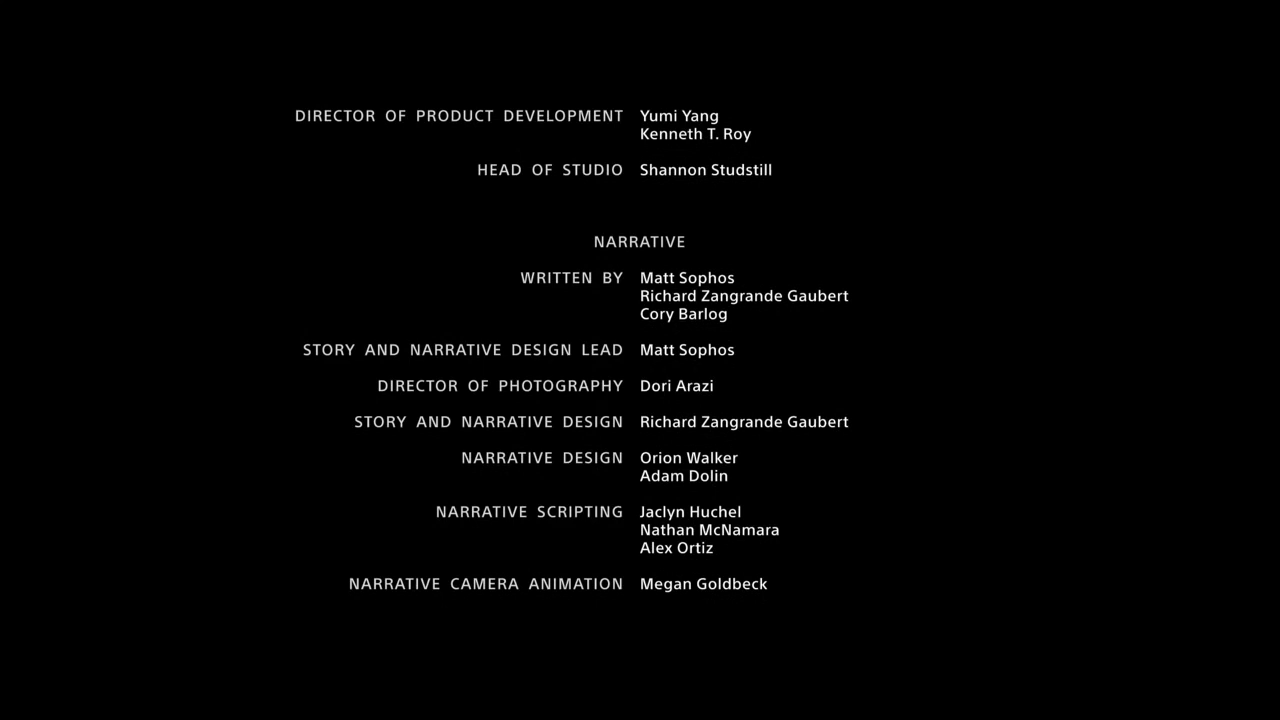 DIRECTOR OF PRODUCT DEVELOPMENT Yumi Yang
Kenneth T. Roy
HEAD OF STUDIO Shannon Studstill
NARRATIVE
WRITTEN BY Matt Sophos
Richard Zangrande Gaubert
Cory Barlog
STORY AND NARRATIVE DESIGN LEAD Matt Sophos
DIRECTOR OF PHOTOGRAPHY Dori Arazi
STORY AND NARRATIVE DESIGN Richard Zangrande Gaubert
NARRATIVE DESIGN Orion Walker
Adam Dolin
NARRATIVE SCRIPTING Jaclyn Huchel
Nathan McNamara
Alex Ortiz
NARRATIVE CAMERA ANIMATION Megan Goldbeck